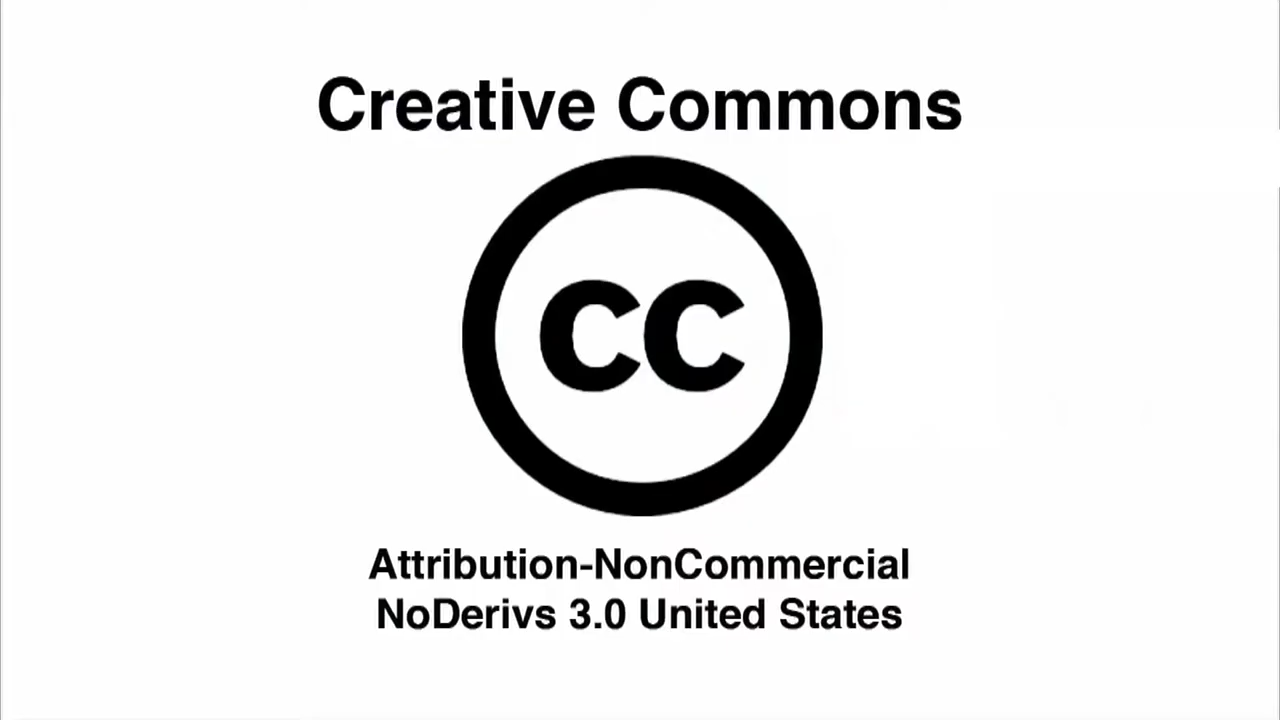 Creative Commons
cc
Attribution-NonCommercial
NoDerivs 3.0 United States